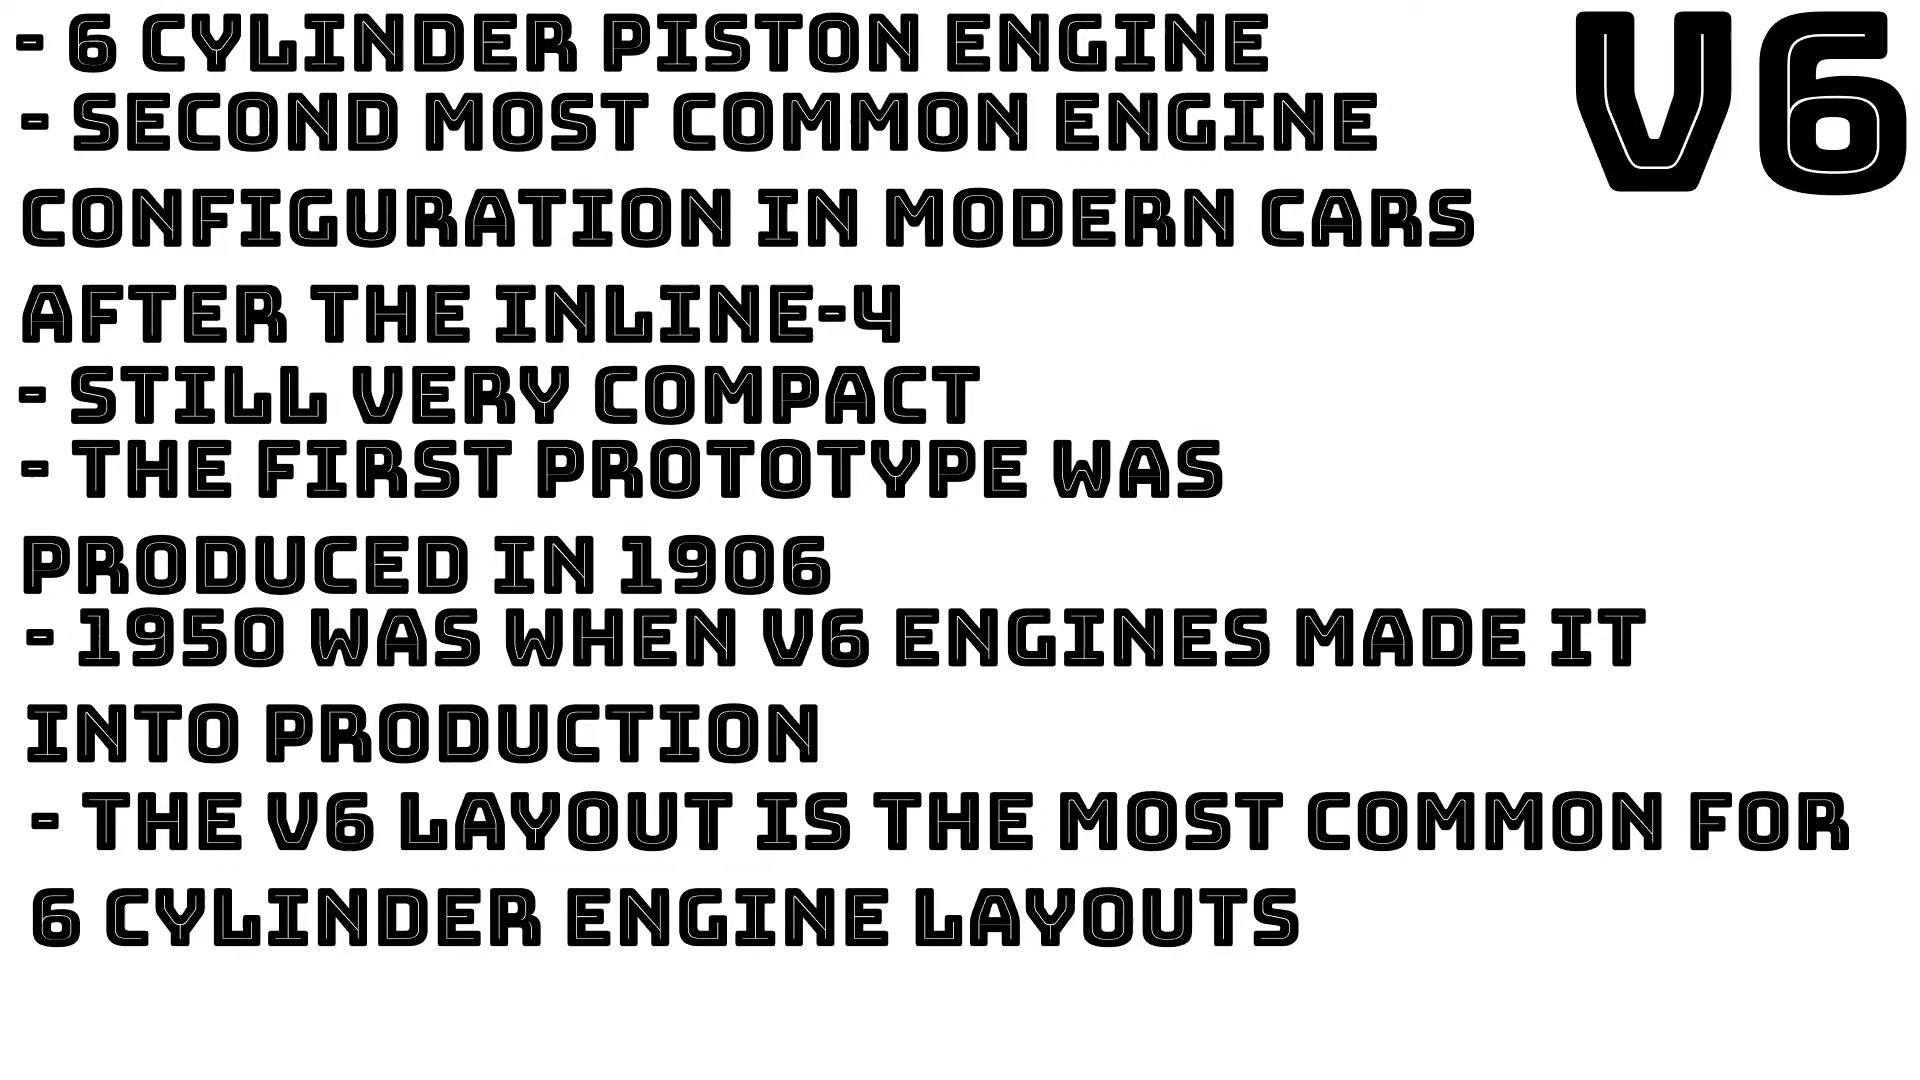 - 6 CYLINDER PISTON ENGINE
V6
- SECOND MOST COMMON ENGINE
CONFIGURATION IN MODERN CARS
AFTER THE INLINE-4
- STILL VERY COMPACT
- THE FIRST PROTOTYPE WAS
PRODUCED IN 1906
- 1950 WAS WHEN V6 ENGINES MADE IT
INTO PRODUCTION
- THE V6 LAYOUT IS THE MOST COMMON FOR
6 CYLINDER ENGINE LAYOUTS